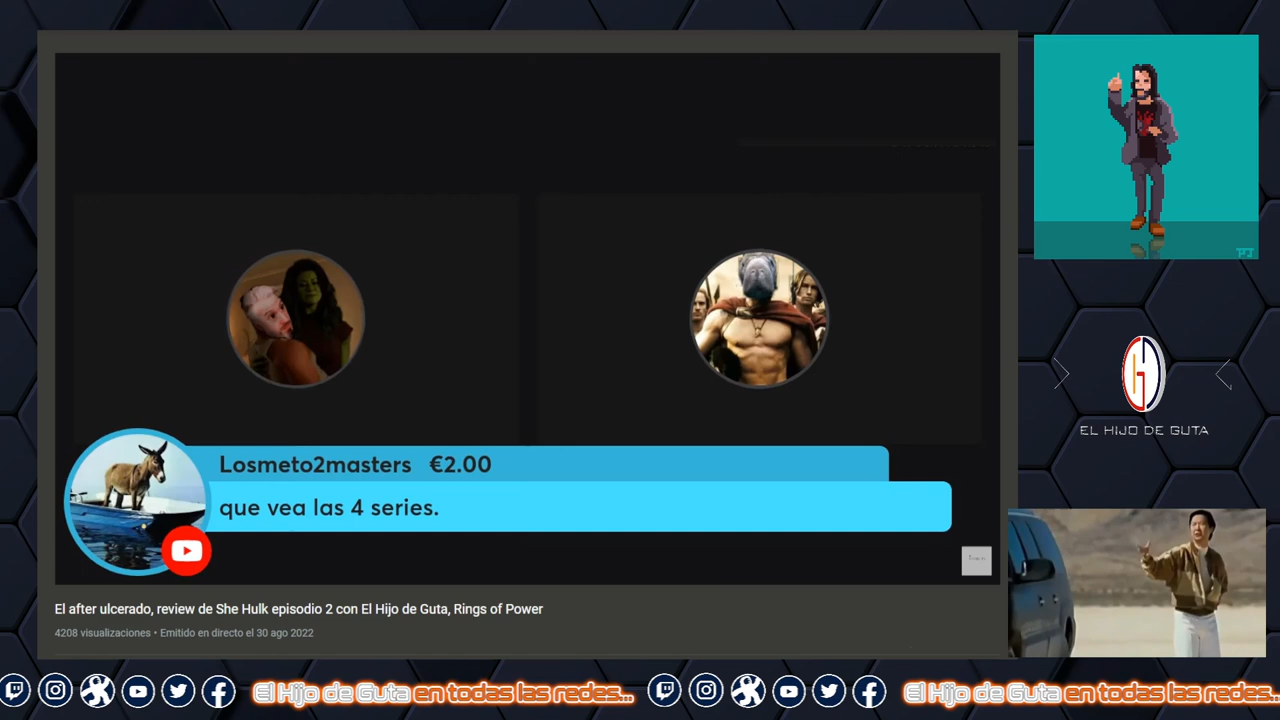 Losmeto2masters €2.00
que vea las 4 series.
El after ulcerado, review de She Hulk episodio 2 con El Hijo de Guta, Rings of Power
4208 visualizaciones • Emitido en directo el 30 ago 2022
PJ
EL HIJO DE GUTA
El Hijo de Guta en todas las redes... El Hijo de Guta en todas las redes...